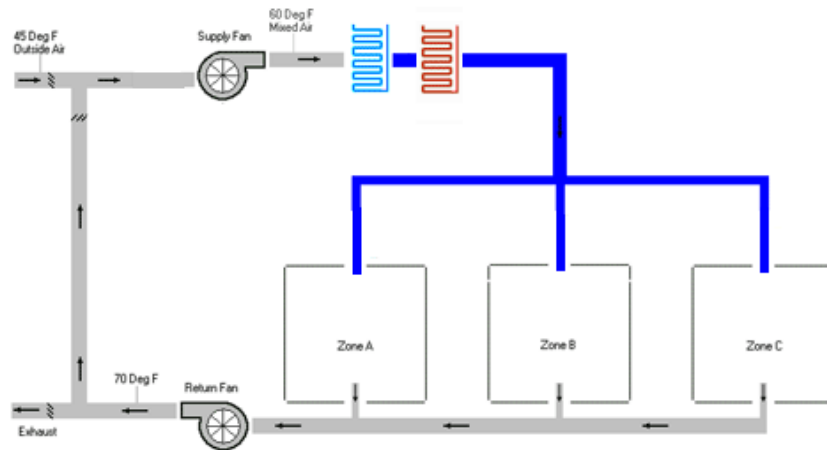 60 Deg F
Mixed Air
45 Deg F
Outside Air
Supply Fan
Zone A
Zone B
Zone C
70 Deg F
Return Fan
Exhaust